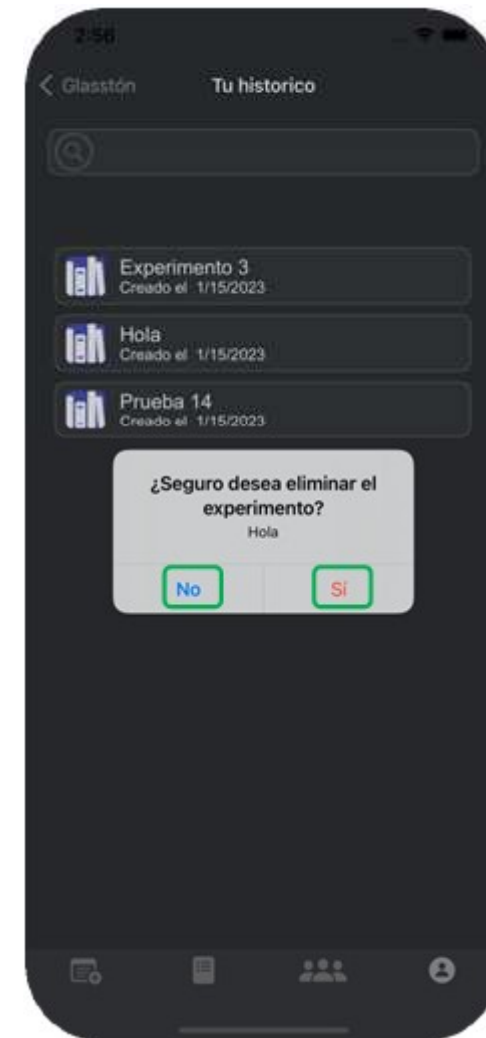 2:56
Glasstón
Tu historico
Experimento 3
Creado el 1/15/2023
Hola
Creado el 1/15/2023
Prueba 14
Creado el 1/15/2023
¿Seguro desea eliminar el
experimento?
Hola
No
Sí